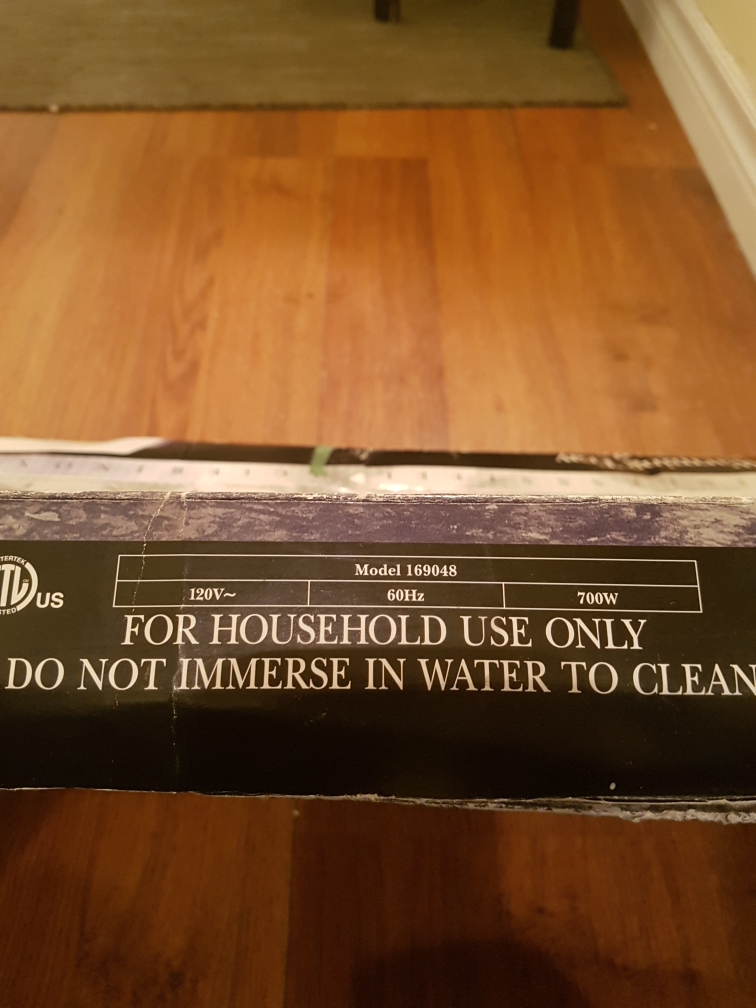 Model 169048
120V~ 60Hz 700W
US
FOR HOUSEHOLD USE ONLY
DO NOT IMMERSE IN WATER TO CLEAN